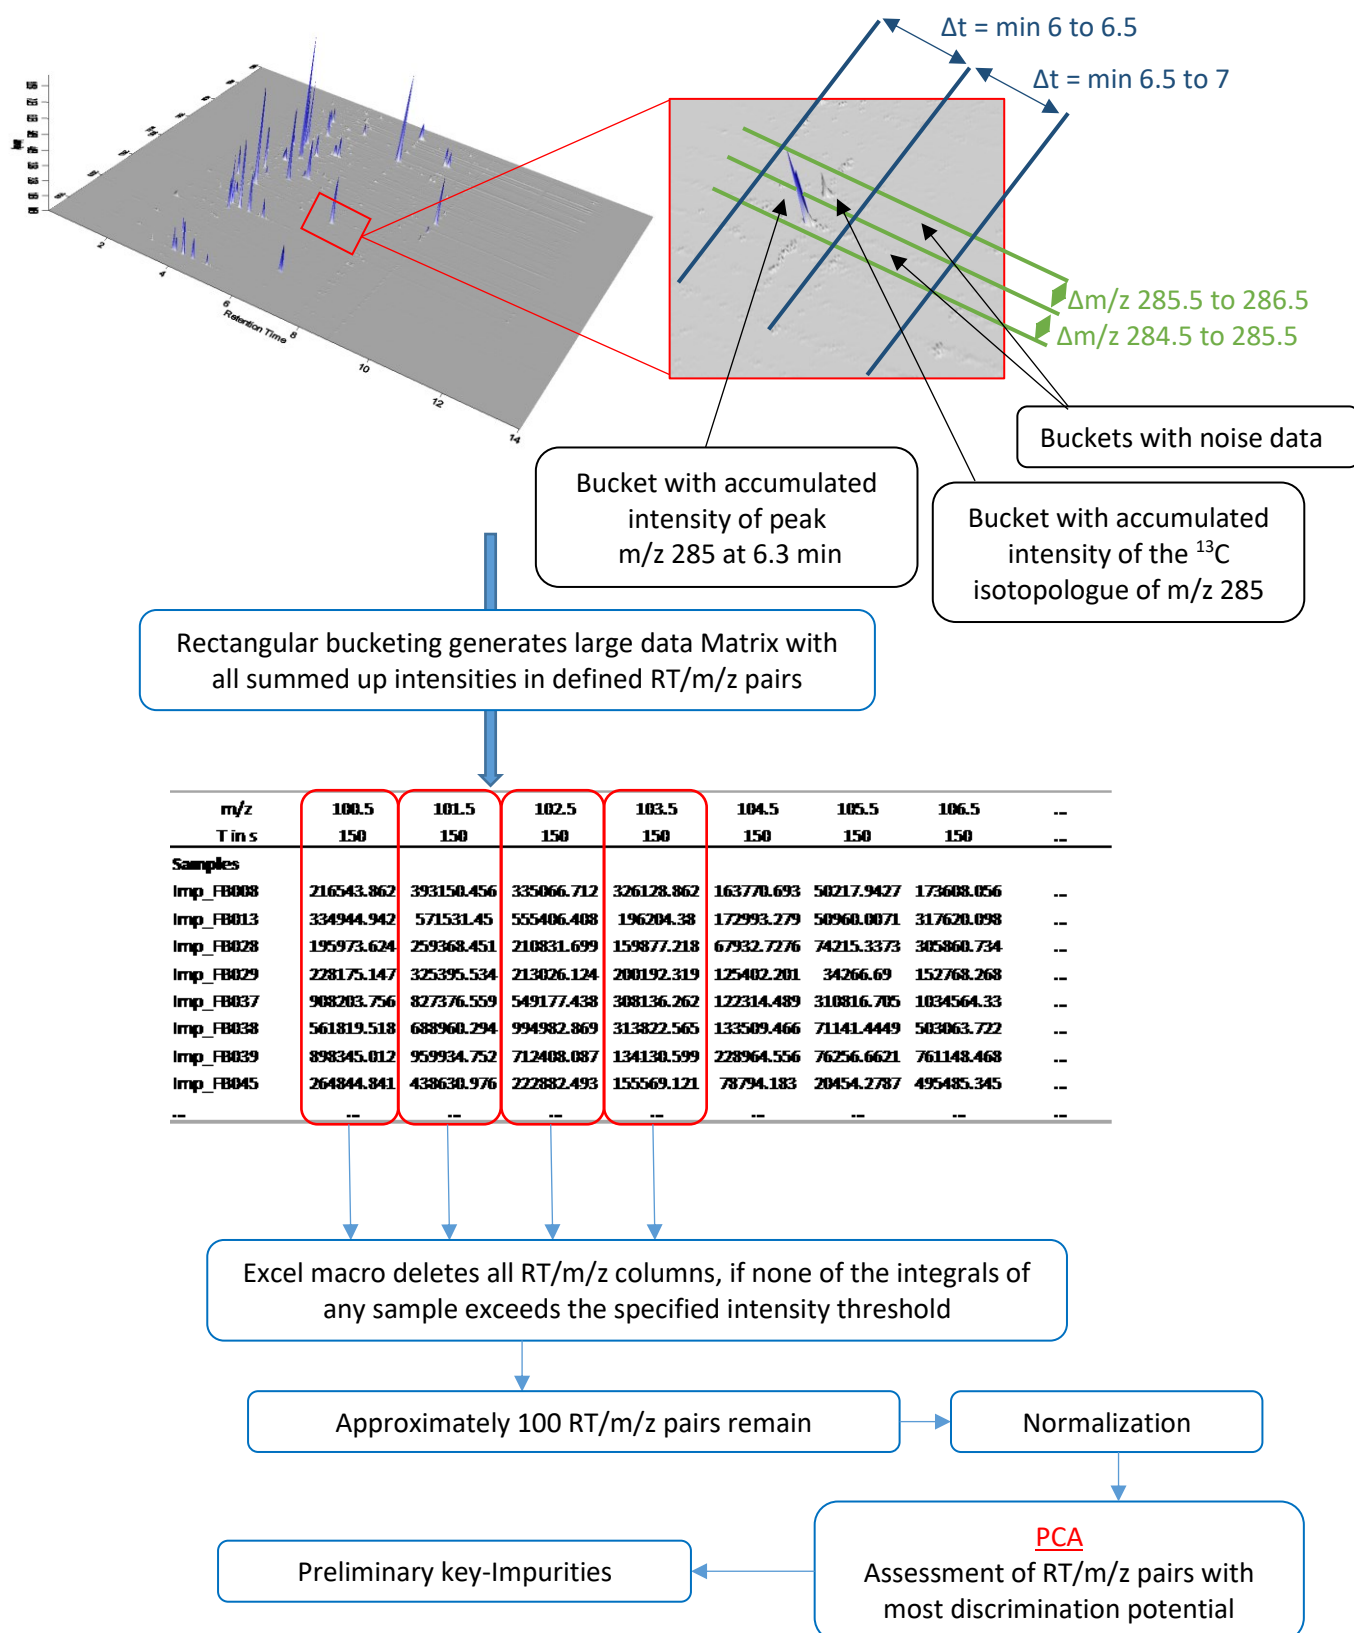 Δt = min 6 to 6.5
Δt = min 6.5 to 7
2
4
6
8
10
12
14
Retention Time
Δm/z 285.5 to 286.5
Δm/z 284.5 to 285.5
Buckets with noise data
Bucket with accumulated
intensity of peak
m/z 285 at 6.3 min
Bucket with accumulated
intensity of the ¹³C
isotopologue of m/z 285
Rectangular bucketing generates large data Matrix with
all summed up intensities in defined RT/m/z pairs
m/z 100.5 101.5 102.5 103.5 104.5 105.5 106.5 ...
T in s 150 150 150 150 150 150 150 ...
Samples
Imp_FB008 216543.862 393150.456 335066.712 326128.862 163770.693 50217.9427 173608.056 ...
Imp_FB013 334944.942 571531.45 555406.408 196204.38 172993.279 50960.0071 317620.098 ...
Imp_FB028 195973.624 259368.451 210831.699 159877.218 67932.7276 74215.3373 305860.734 ...
Imp_FB029 228175.147 325395.534 213026.124 200192.319 125402.201 34266.69 152768.268 ...
Imp_FB037 908203.756 827376.559 549177.438 308136.262 122314.489 310816.705 1034564.33 ...
Imp_FB038 561819.518 688960.294 994982.869 313822.565 133509.466 71141.4449 503063.722 ...
Imp_FB039 898345.012 959934.752 712408.087 134130.599 228964.556 76256.6621 761148.468 ...
Imp_FB045 264844.841 438630.976 222882.493 155569.121 78794.183 20454.2787 495485.345 ...
... ... ... ... ... ... ... ... ...
Excel macro deletes all RT/m/z columns, if none of the integrals of
any sample exceeds the specified intensity threshold
Approximately 100 RT/m/z pairs remain
Normalization
PCA
Assessment of RT/m/z pairs with
most discrimination potential
Preliminary key-Impurities